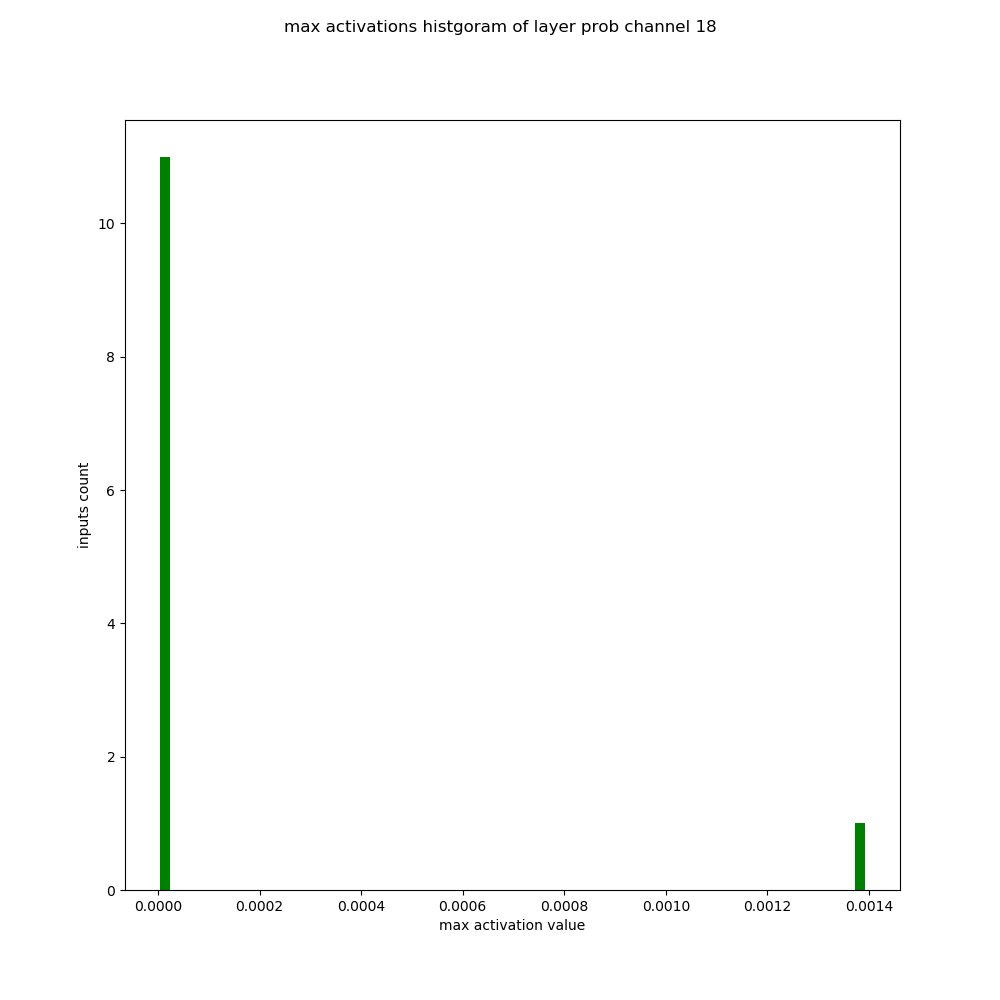 max activations histgoram of layer prob channel 18
10
8
6
4
2
0
inputs count
0.0000 0.0002 0.0004 0.0006 0.0008 0.0010 0.0012 0.0014
max activation value